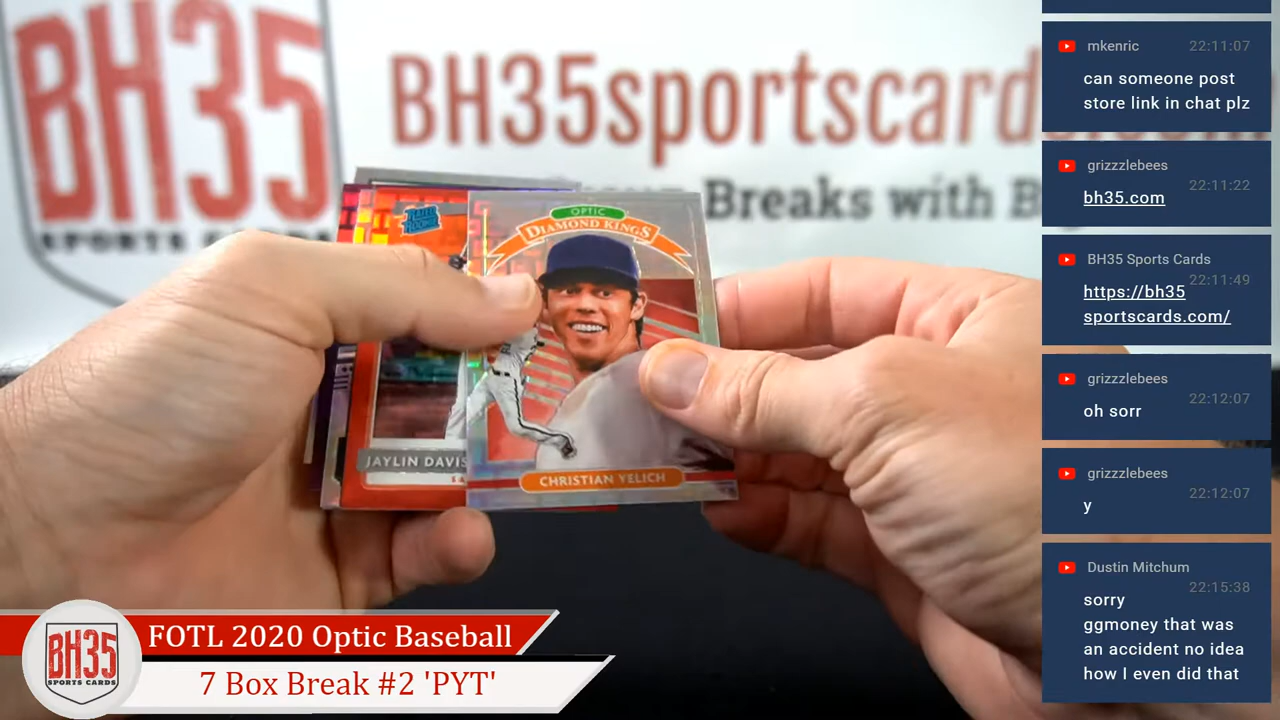 BH35
SPORTS CARDS
BH35sportscards.com
Breaks with B
RATED
ROOKIE
JAYLIN DAVIS
OPTIC
DIAMOND KINGS
CHRISTIAN YELICH
mkenric 22:11:07
can someone post
store link in chat plz
grizzzlebees
22:11:22
bh35.com
BH35 Sports Cards
22:11:49
https://bh35
sportscards.com/
grizzzlebees
22:12:07
oh sorr
grizzzlebees
22:12:07
y
Dustin Mitchum
22:15:38
sorry
ggmoney that was
an accident no idea
how I even did that
BH35
SPORTS CARDS
FOTL 2020 Optic Baseball
7 Box Break #2 'PYT'